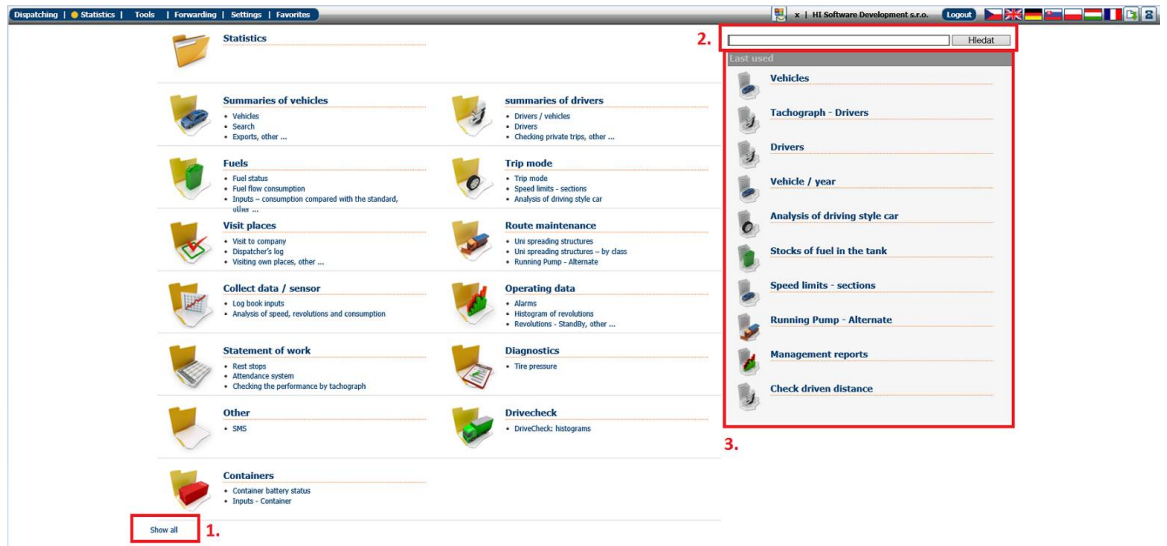 Dispatching | Statistics | Tools | Forwarding | Settings | Favorites
x | HI Software Development s.r.o. Logout
Statistics
2.
Hledat
Summaries of vehicles
• Vehicles
• Search
• Exports, other ...
summaries of drivers
• Drivers / vehicles
• Drivers
• Checking private trips, other ...
Fuels
• Fuel status
• Fuel flow consumption
• Inputs – consumption compared with the standard,
other ...
Trip mode
• Trip mode
• Speed limits - sections
• Analysis of driving style car
Visit places
• Visit to company
• Dispatcher's log
• Visiting own places, other ...
Route maintenance
• Uni spreading structures
• Uni spreading structures – by class
• Running Pump - Alternate
Collect data / sensor
• Log book inputs
• Analysis of speed, revolutions and consumption
Operating data
• Alarms
• Histogram of revolutions
• Revolutions - StandBy, other ...
Statement of work
• Rest stops
• Attendance system
• Checking the performance by tachograph
Diagnostics
• Tire pressure
Other
• SMS
Drivecheck
• DriveCheck: histograms
Containers
• Container battery status
• Inputs - Container
Show all
1.
Last used
Vehicles
Tachograph - Drivers
Drivers
Vehicle / year
Analysis of driving style car
Stocks of fuel in the tank
Speed limits - sections
Running Pump - Alternate
Management reports
Check driven distance
3.